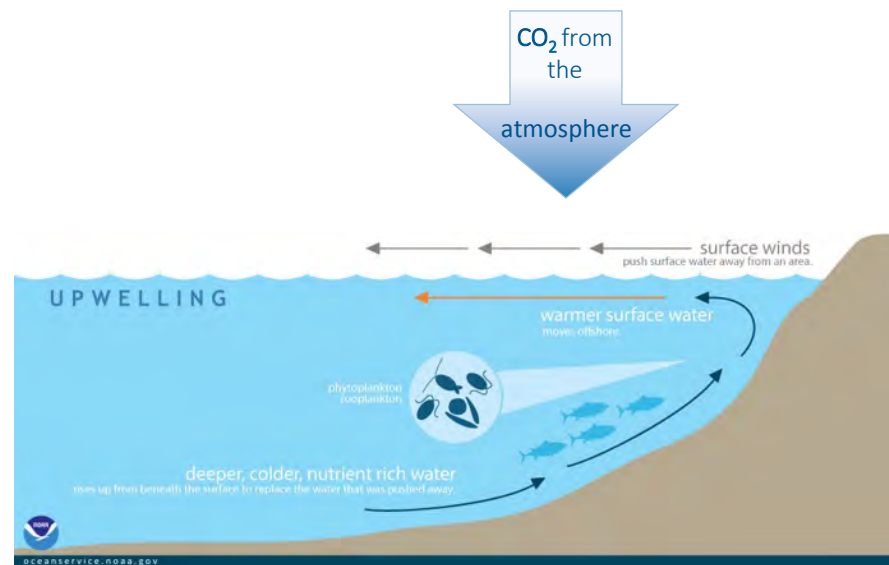 CO₂ from
the
atmosphere
surface winds
push surface water away from an area.
UPWELLING
warmer surface water
moves offshore.
phytoplankton
zooplankton
deeper, colder, nutrient rich water
rises up from beneath the surface to replace the water that was pushed away.
NOAA
oceanservice.noaa.gov